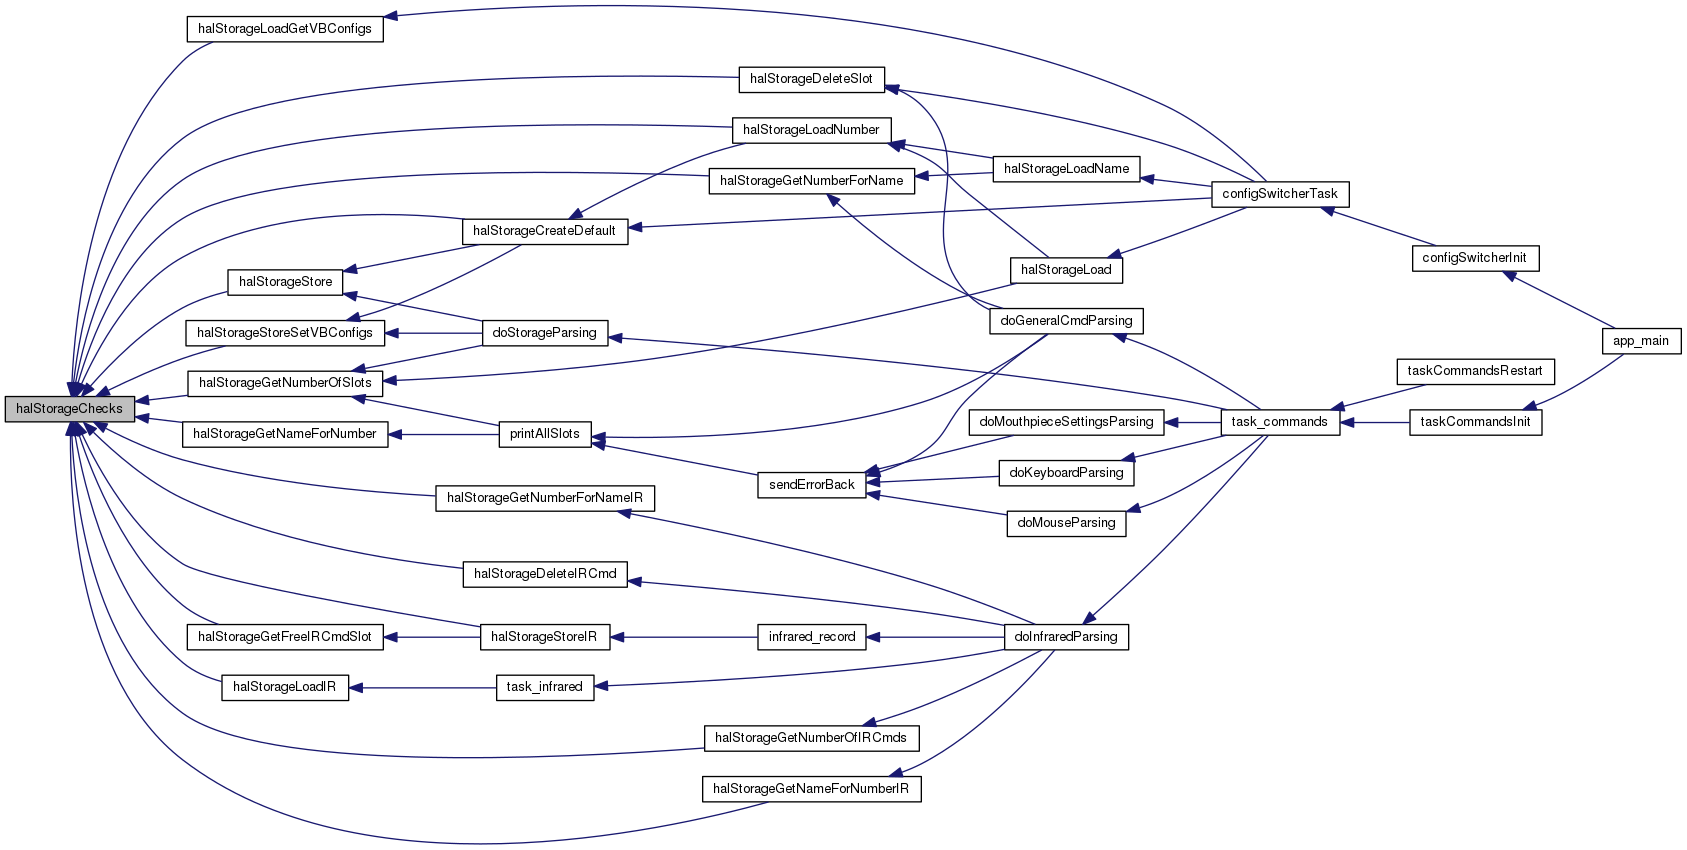 halStorageLoadGetVBConfigs
halStorageDeleteSlot
halStorageLoadNumber
halStorageLoadName
halStorageGetNumberForName
configSwitcherTask
halStorageCreateDefault
configSwitcherInit
halStorageLoad
halStorageStore
doGeneralCmdParsing
halStorageStoreSetVBConfigs
doStorageParsing
app_main
taskCommandsRestart
halStorageGetNumberOfSlots
halStorageChecks
doMouthpieceSettingsParsing
task_commands
taskCommandsInit
halStorageGetNameForNumber
printAllSlots
doKeyboardParsing
sendErrorBack
halStorageGetNumberForNameIR
doMouseParsing
halStorageDeleteIRCmd
halStorageGetFreeIRCmdSlot
halStorageStoreIR
infrared_record
doInfraredParsing
halStorageLoadIR
task_infrared
halStorageGetNumberOfIRCmds
halStorageGetNameForNumberIR